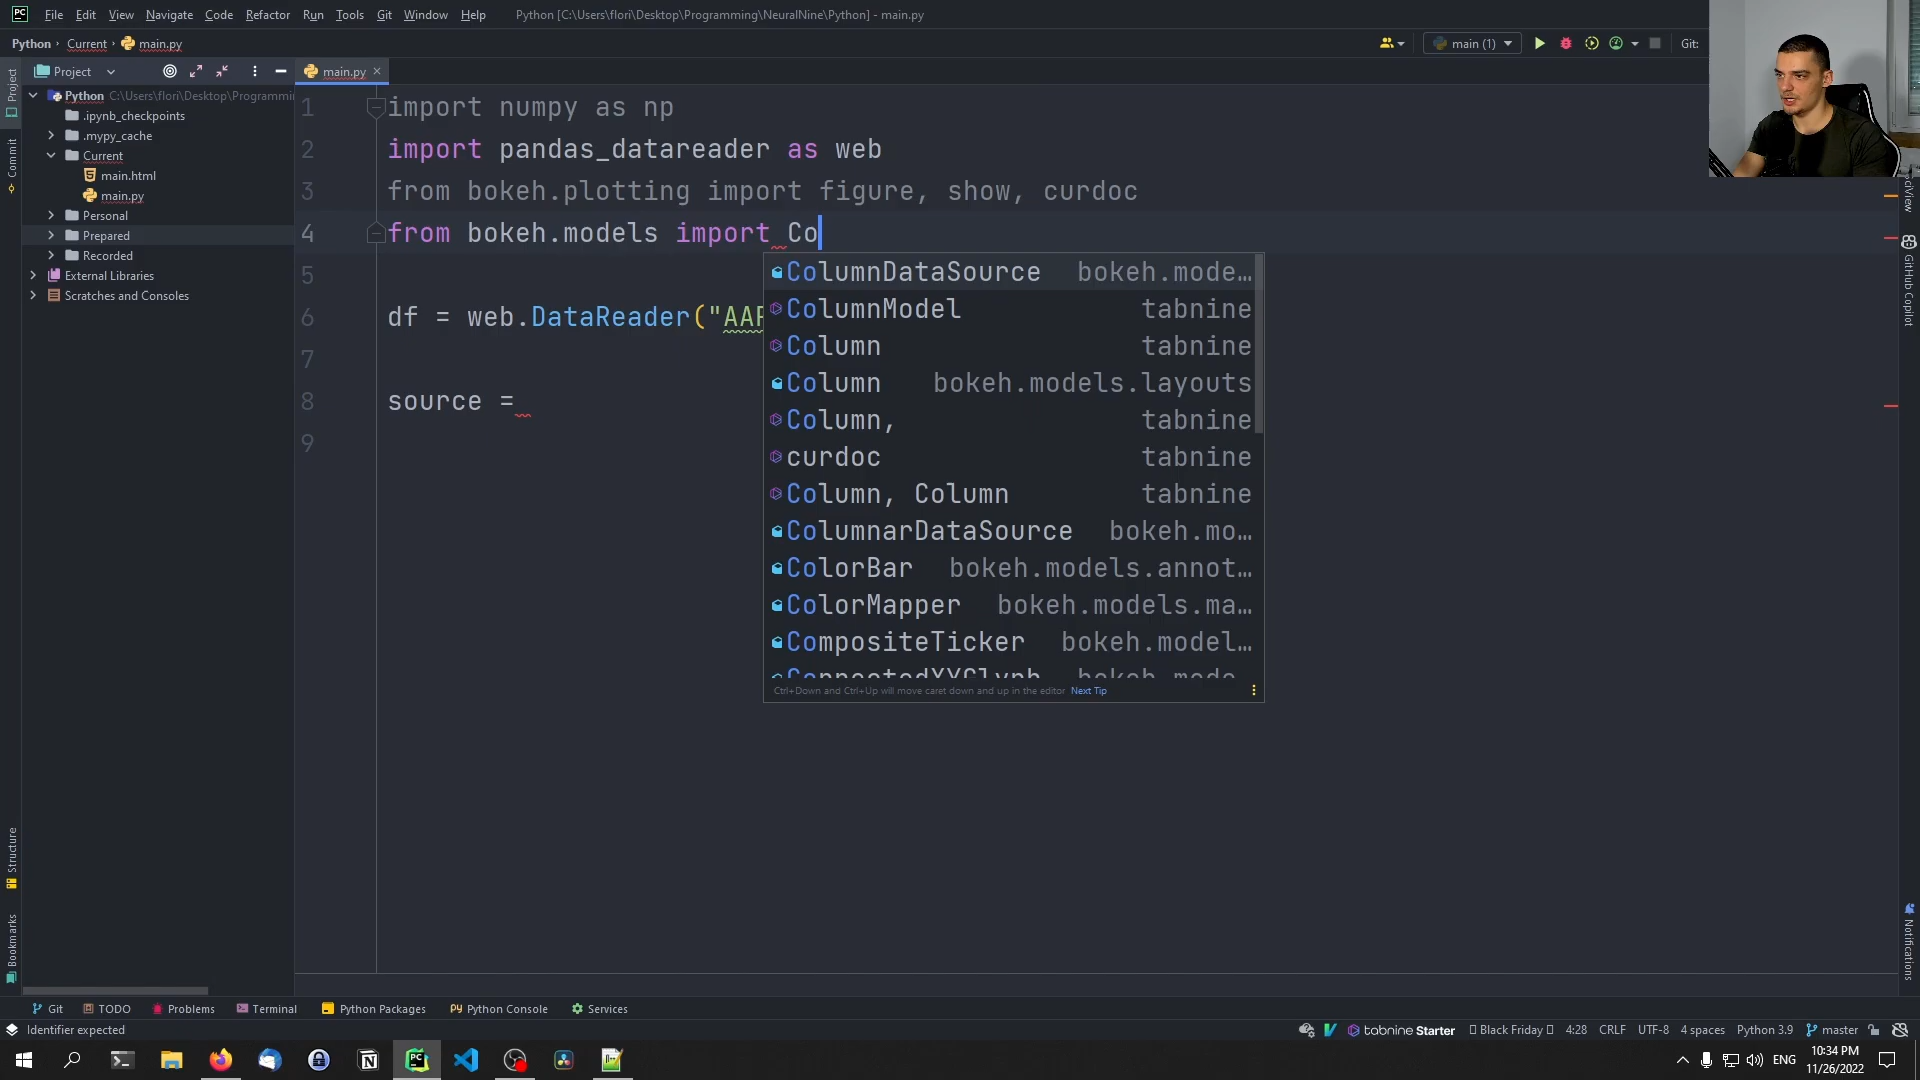 PC File Edit View Navigate Code Refactor Run Tools Git Window Help Python [C:\Users\flori\Desktop\Programming\NeuralNine\Python] - main.py
Python Current main.py main (1) Git:
Project main.py
Python C:\Users\flori\Desktop\Programmi
.ipynb_checkpoints
.mypy_cache
Current
main.html
main.py
Personal
Prepared
Recorded
External Libraries
Scratches and Consoles
Project
Commit
Structure
Bookmarks
1 import numpy as np
2 import pandas_datareader as web
3 from bokeh.plotting import figure, show, curdoc
4 from bokeh.models import Co
5
6 df = web.DataReader("AAP
7
8 source =
9
ColumnDataSource bokeh.mode…
ColumnModel tabnine
Column tabnine
Column bokeh.models.layouts
Column, tabnine
curdoc tabnine
Column, Column tabnine
ColumnarDataSource bokeh.mo…
ColorBar bokeh.models.annot…
ColorMapper bokeh.models.ma…
CompositeTicker bokeh.model…
ConnectedXYGlyph bokeh.mode…
Ctrl+Down and Ctrl+Up will move caret down and up in the editor Next Tip
SciView
GitHub Copilot
Notifications
Git TODO Problems Terminal Python Packages Python Console Services
Identifier expected tabnine Starter Black Friday 4:28 CRLF UTF-8 4 spaces Python 3.9 master
ENG 10:34 PM
11/26/2022